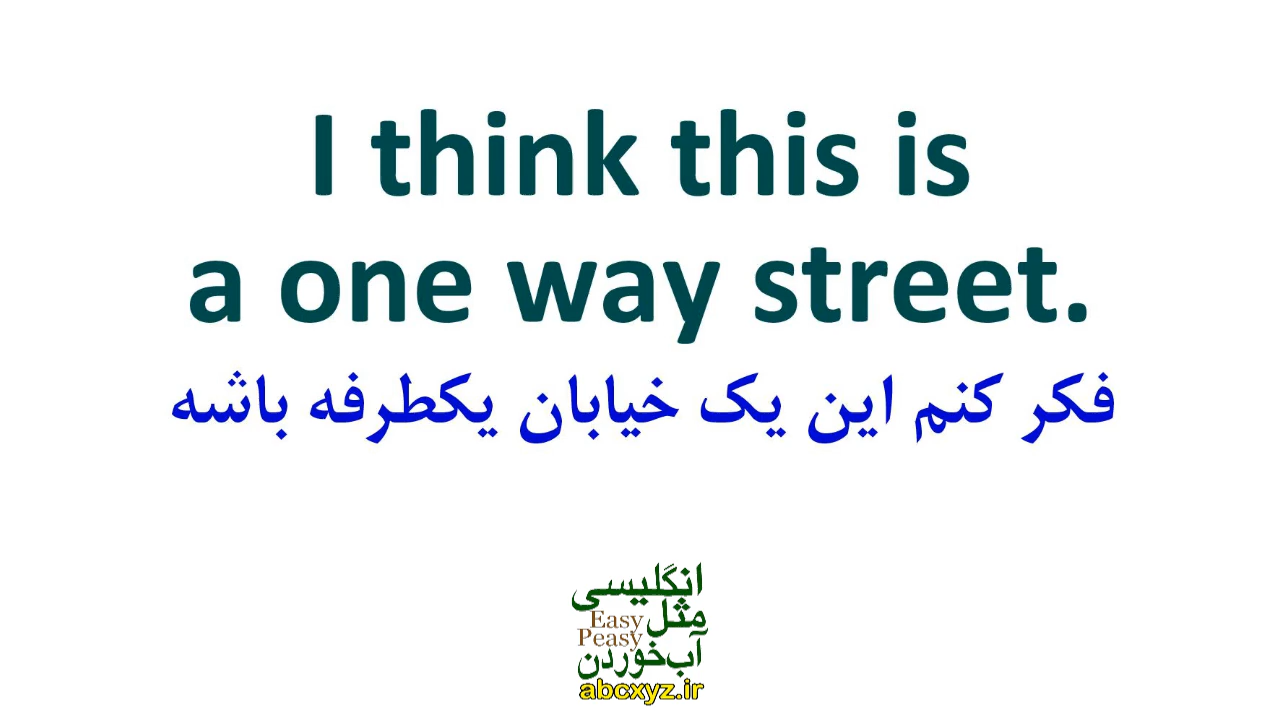 I think this is
a one way street.
فکر کنم این یک خیابان یکطرفه باشه
انگلیسی
مثل
Easy
Peasy
آب‌خوردن
abcxyz.ir